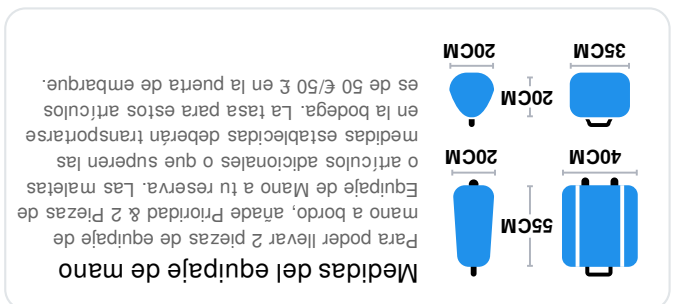 Medidas del equipaje de mano
Para poder llevar 2 piezas de equipaje de
mano a bordo, añade Prioridad & 2 Piezas de
Equipaje de Mano a tu reserva. Las maletas
o artículos adicionales o que superen las
medidas establecidas deberán transportarse
en la bodega. La tasa para estos artículos
es de 50 €/50 £ en la puerta de embarque.
55CM
40CM
20CM
20CM
35CM
20CM